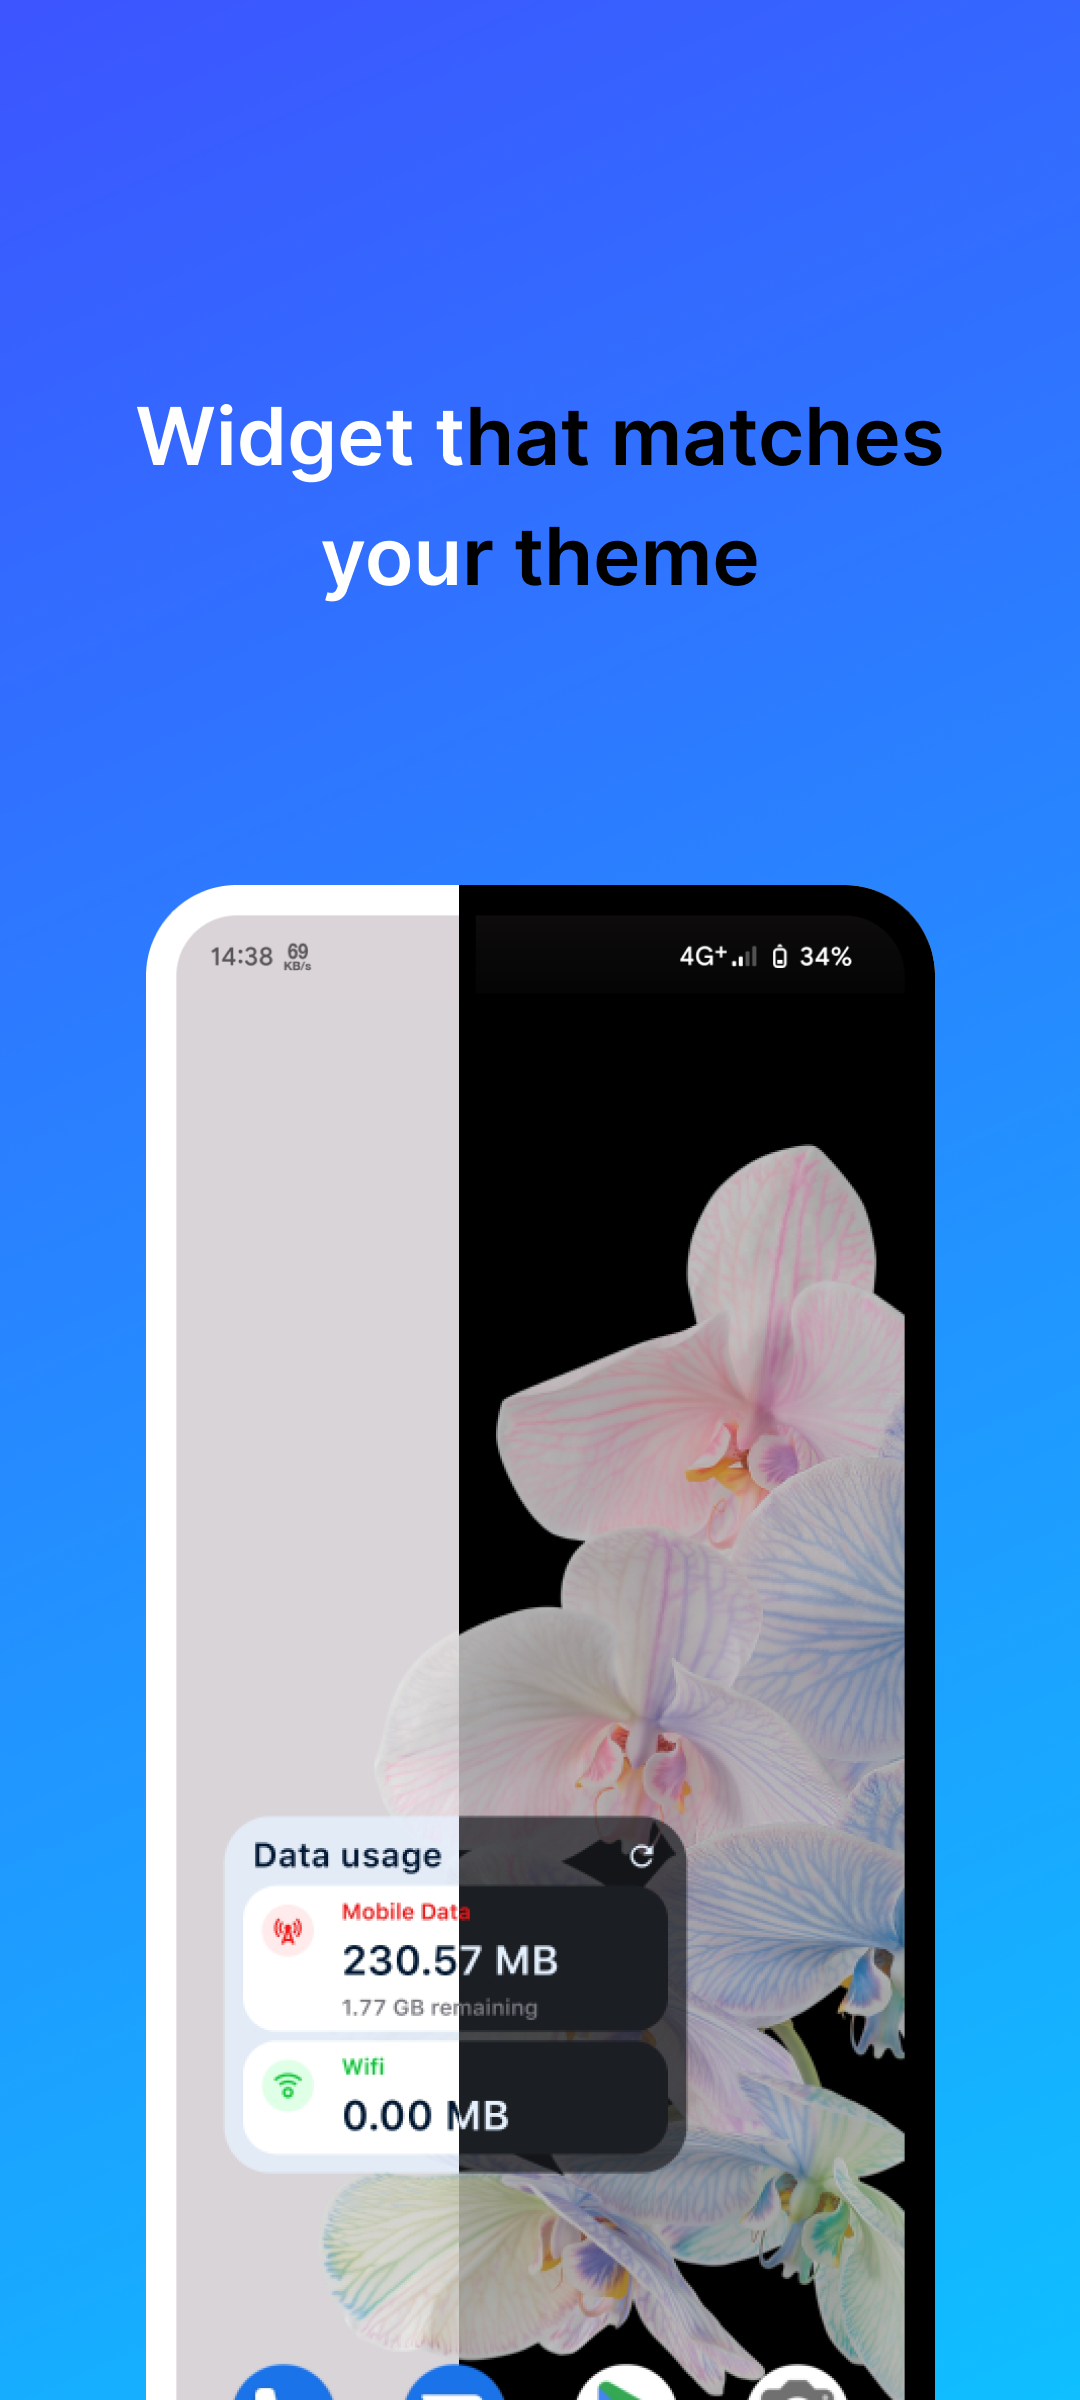 Widget that matches
your theme
14:38 69 KB/s 4G+ 34%
Data usage
Mobile Data
230.57 MB
1.77 GB remaining
Wifi
0.00 MB